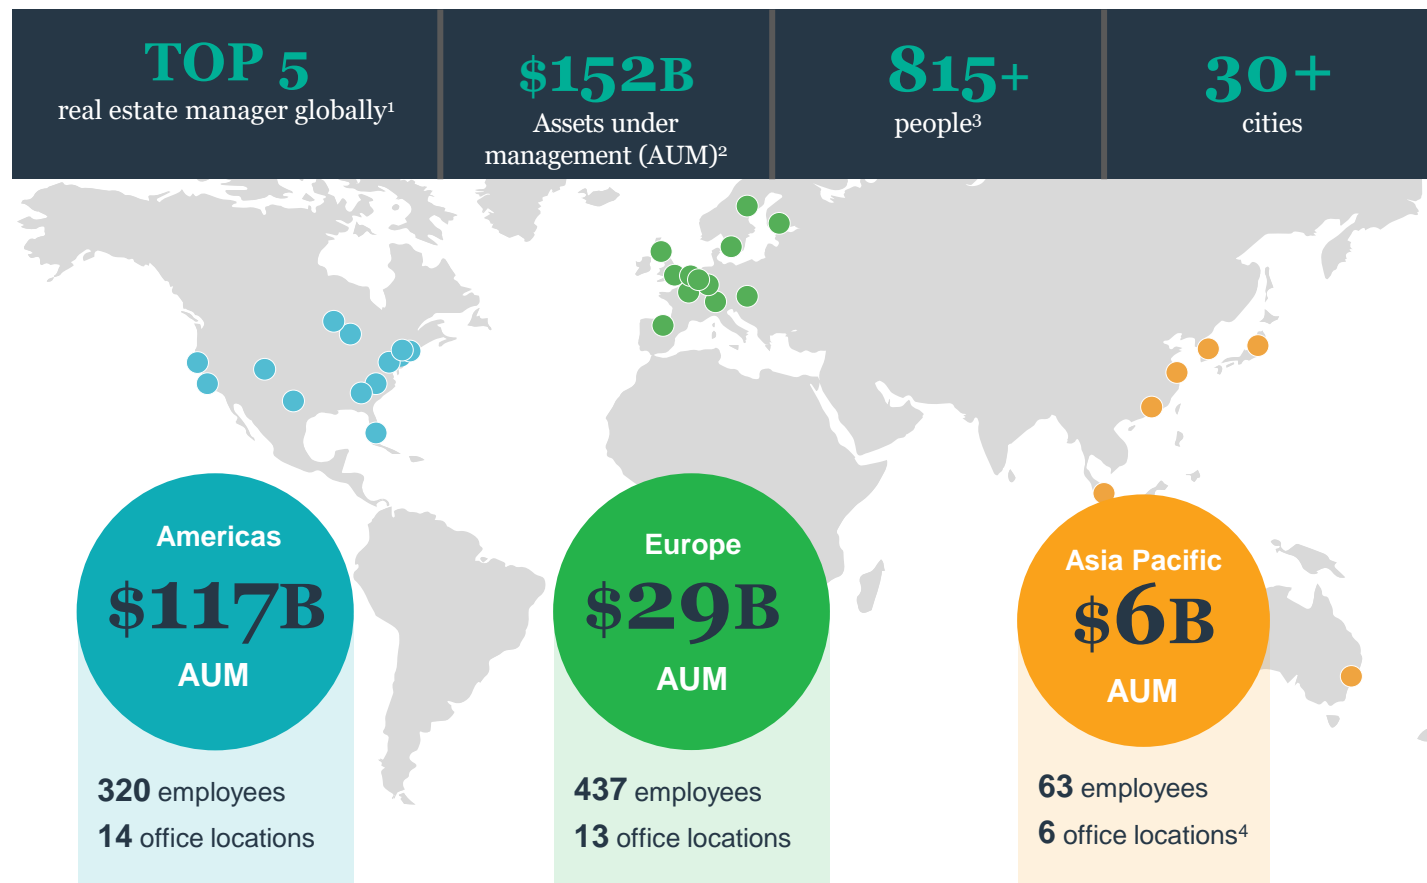 TOP 5
real estate manager globally¹
$152B
Assets under
management (AUM)²
815+
people³
30+
cities
Americas
$117B
AUM
320 employees
14 office locations
Europe
$29B
AUM
437 employees
13 office locations
Asia Pacific
$6B
AUM
63 employees
6 office locations⁴